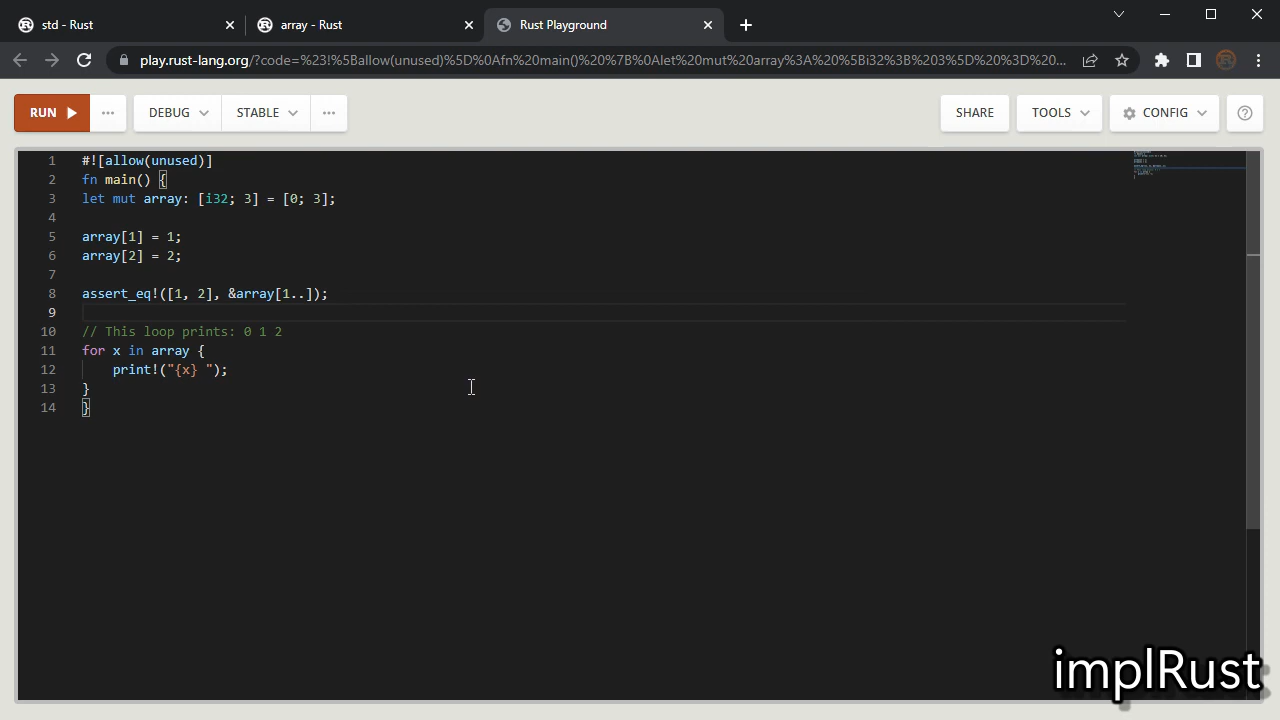 std - Rust
array - Rust
Rust Playground
play.rust-lang.org/?code=%23!%5Ballow(unused)%5D%0Afn%20main()%20%7B%0Alet%20mut%20array%3A%20%5Bi32%3B%203%5D%20%3D%20...
RUN
DEBUG
STABLE
SHARE
TOOLS
CONFIG
1 #![allow(unused)]
2 fn main() {
3 let mut array: [i32; 3] = [0; 3];
4
5 array[1] = 1;
6 array[2] = 2;
7
8 assert_eq!([1, 2], &array[1..]);
9
10 // This loop prints: 0 1 2
11 for x in array {
12     print!("{x} ");
13 }
14 }
implRust